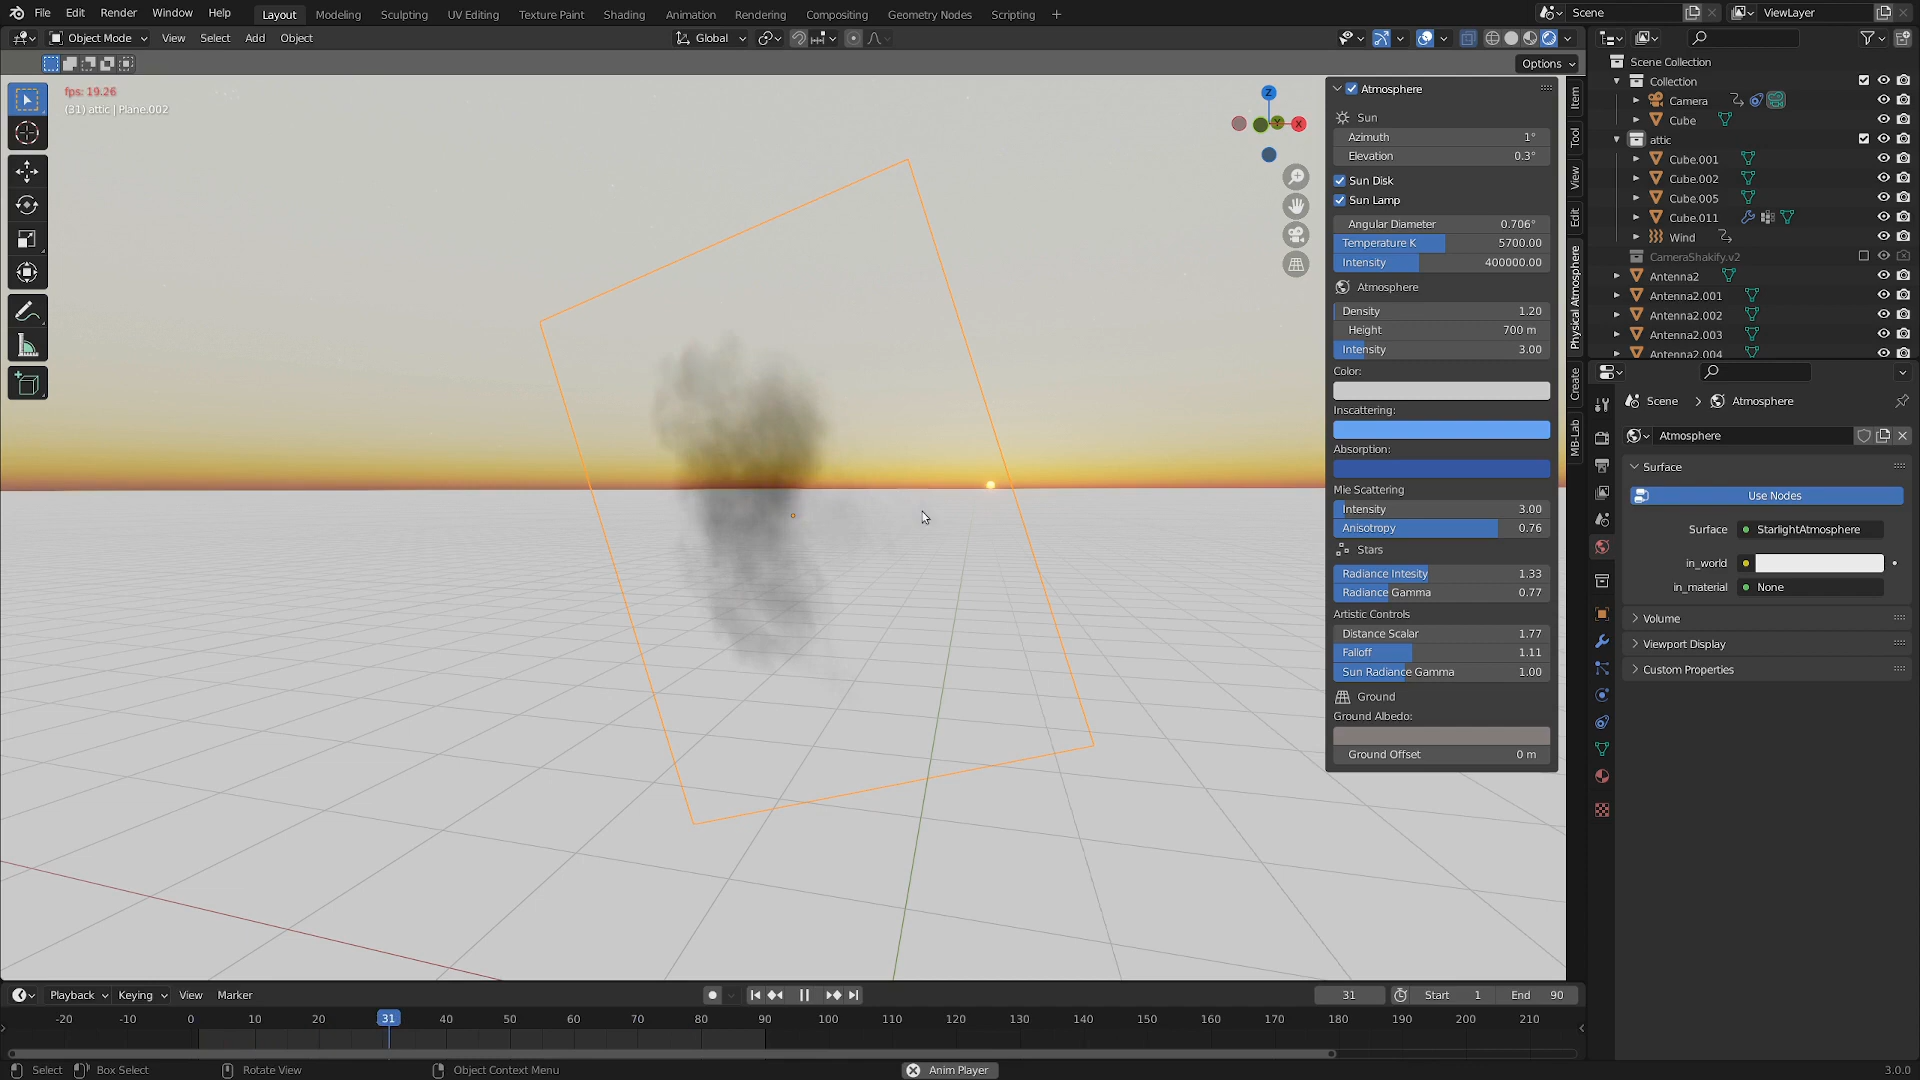 File Edit Render Window Help Layout Modeling Sculpting UV Editing Texture Paint Shading Animation Rendering Compositing Geometry Nodes Scripting + Scene ViewLayer
Object Mode View Select Add Object Global
Options
fps: 19.26
(31) attic | Plane.002
Z
Y
X
Atmosphere
Sun
Azimuth 1°
Elevation 0.3°
Sun Disk
Sun Lamp
Angular Diameter 0.706°
Temperature K 5700.00
Intensity 400000.00
Atmosphere
Density 1.20
Height 700 m
Intensity 3.00
Color:
Inscattering:
Absorption:
Mie Scattering
Intensity 3.00
Anisotropy 0.76
Stars
Radiance Intesity 1.33
Radiance Gamma 0.77
Artistic Controls
Distance Scalar 1.77
Falloff 1.11
Sun Radiance Gamma 1.00
Ground
Ground Albedo:
Ground Offset 0 m
Item
Tool
View
Edit
Physical Atmosphere
Create
MB-Lab
Scene Collection
Collection
Camera
Cube
attic
Cube.001
Cube.002
Cube.005
Cube.011
Wind
CameraShakify.v2
Antenna2
Antenna2.001
Antenna2.002
Antenna2.003
Antenna2.004
Scene > Atmosphere
Atmosphere
Surface
Use Nodes
Surface StarlightAtmosphere
in_world
in_material None
Volume
Viewport Display
Custom Properties
Playback Keying View Marker 31 Start 1 End 90
-20 -10 0 10 20 31 40 50 60 70 80 90 100 110 120 130 140 150 160 170 180 190 200 210
Select Box Select Rotate View Object Context Menu Anim Player 3.0.0